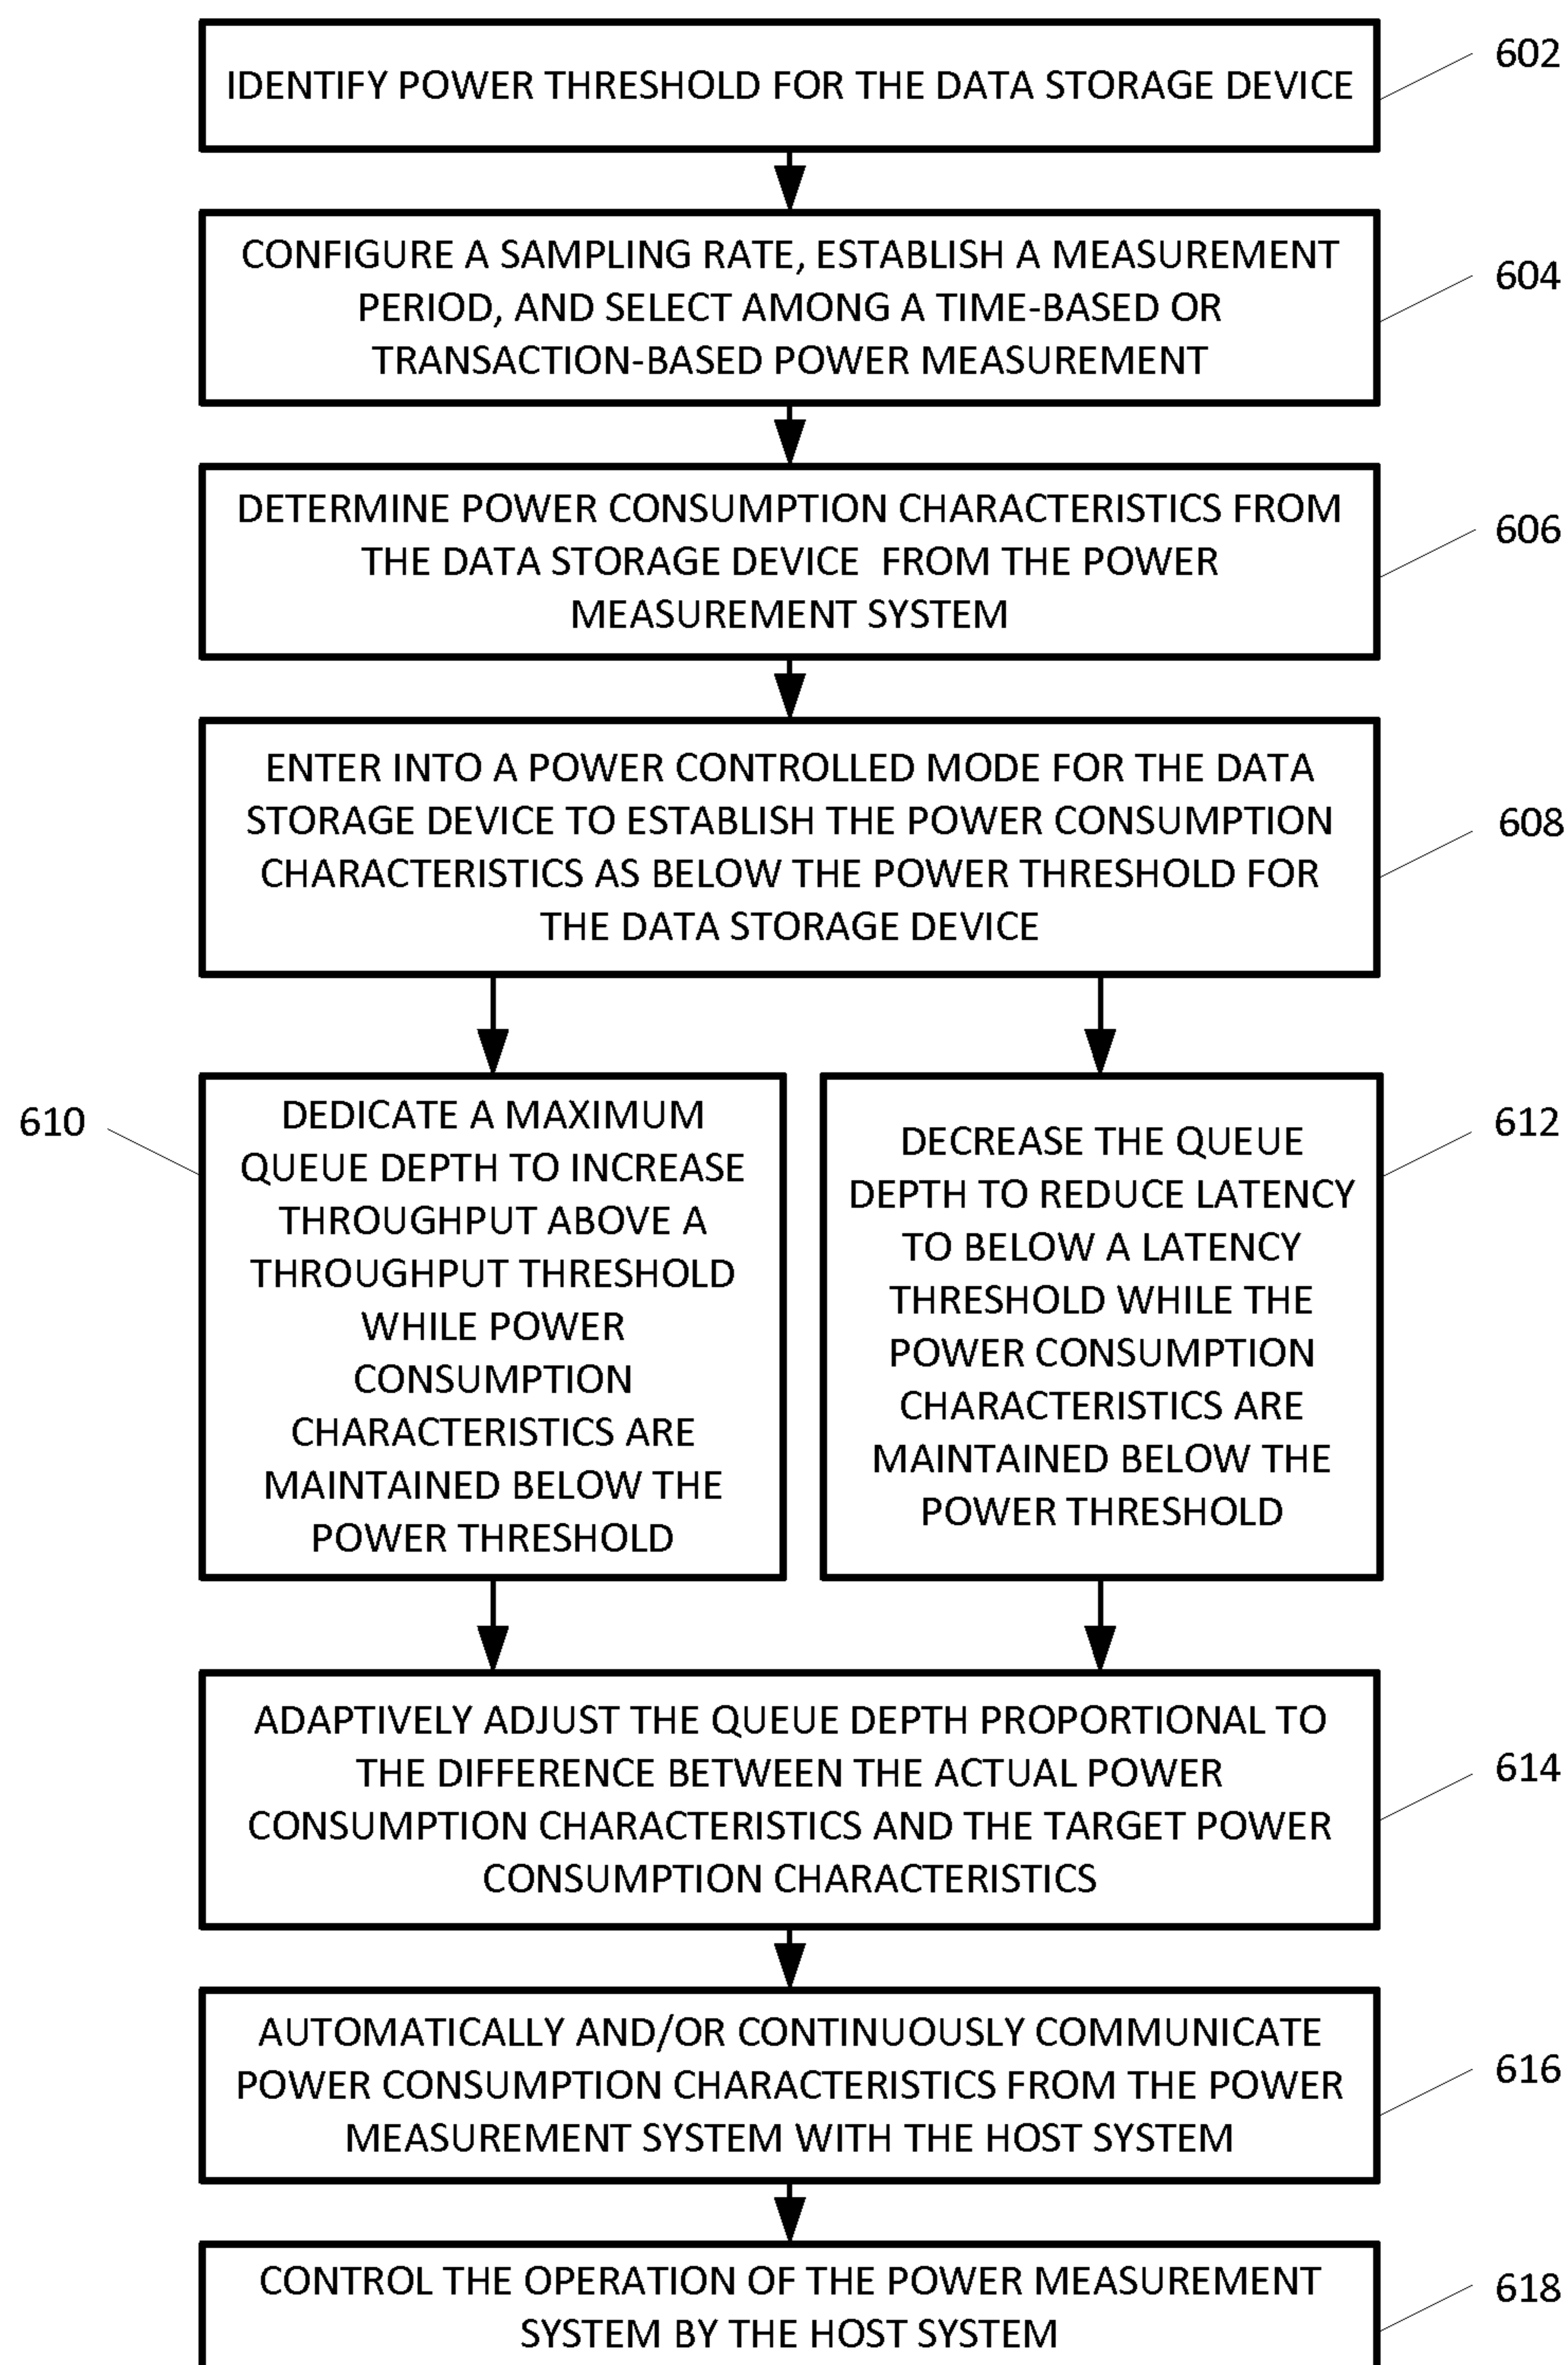 602
IDENTIFY POWER THRESHOLD FOR THE DATA STORAGE DEVICE
604
CONFIGURE A SAMPLING RATE, ESTABLISH A MEASUREMENT
PERIOD, AND SELECT AMONG A TIME-BASED OR
TRANSACTION-BASED POWER MEASUREMENT
606
DETERMINE POWER CONSUMPTION CHARACTERISTICS FROM
THE DATA STORAGE DEVICE FROM THE POWER
MEASUREMENT SYSTEM
608
ENTER INTO A POWER CONTROLLED MODE FOR THE DATA
STORAGE DEVICE TO ESTABLISH THE POWER CONSUMPTION
CHARACTERISTICS AS BELOW THE POWER THRESHOLD FOR
THE DATA STORAGE DEVICE
610
DEDICATE A MAXIMUM
QUEUE DEPTH TO INCREASE
THROUGHPUT ABOVE A
THROUGHPUT THRESHOLD
WHILE POWER
CONSUMPTION
CHARACTERISTICS ARE
MAINTAINED BELOW THE
POWER THRESHOLD
612
DECREASE THE QUEUE
DEPTH TO REDUCE LATENCY
TO BELOW A LATENCY
THRESHOLD WHILE THE
POWER CONSUMPTION
CHARACTERISTICS ARE
MAINTAINED BELOW THE
POWER THRESHOLD
614
ADAPTIVELY ADJUST THE QUEUE DEPTH PROPORTIONAL TO
THE DIFFERENCE BETWEEN THE ACTUAL POWER
CONSUMPTION CHARACTERISTICS AND THE TARGET POWER
CONSUMPTION CHARACTERISTICS
616
AUTOMATICALLY AND/OR CONTINUOUSLY COMMUNICATE
POWER CONSUMPTION CHARACTERISTICS FROM THE POWER
MEASUREMENT SYSTEM WITH THE HOST SYSTEM
618
CONTROL THE OPERATION OF THE POWER MEASUREMENT
SYSTEM BY THE HOST SYSTEM